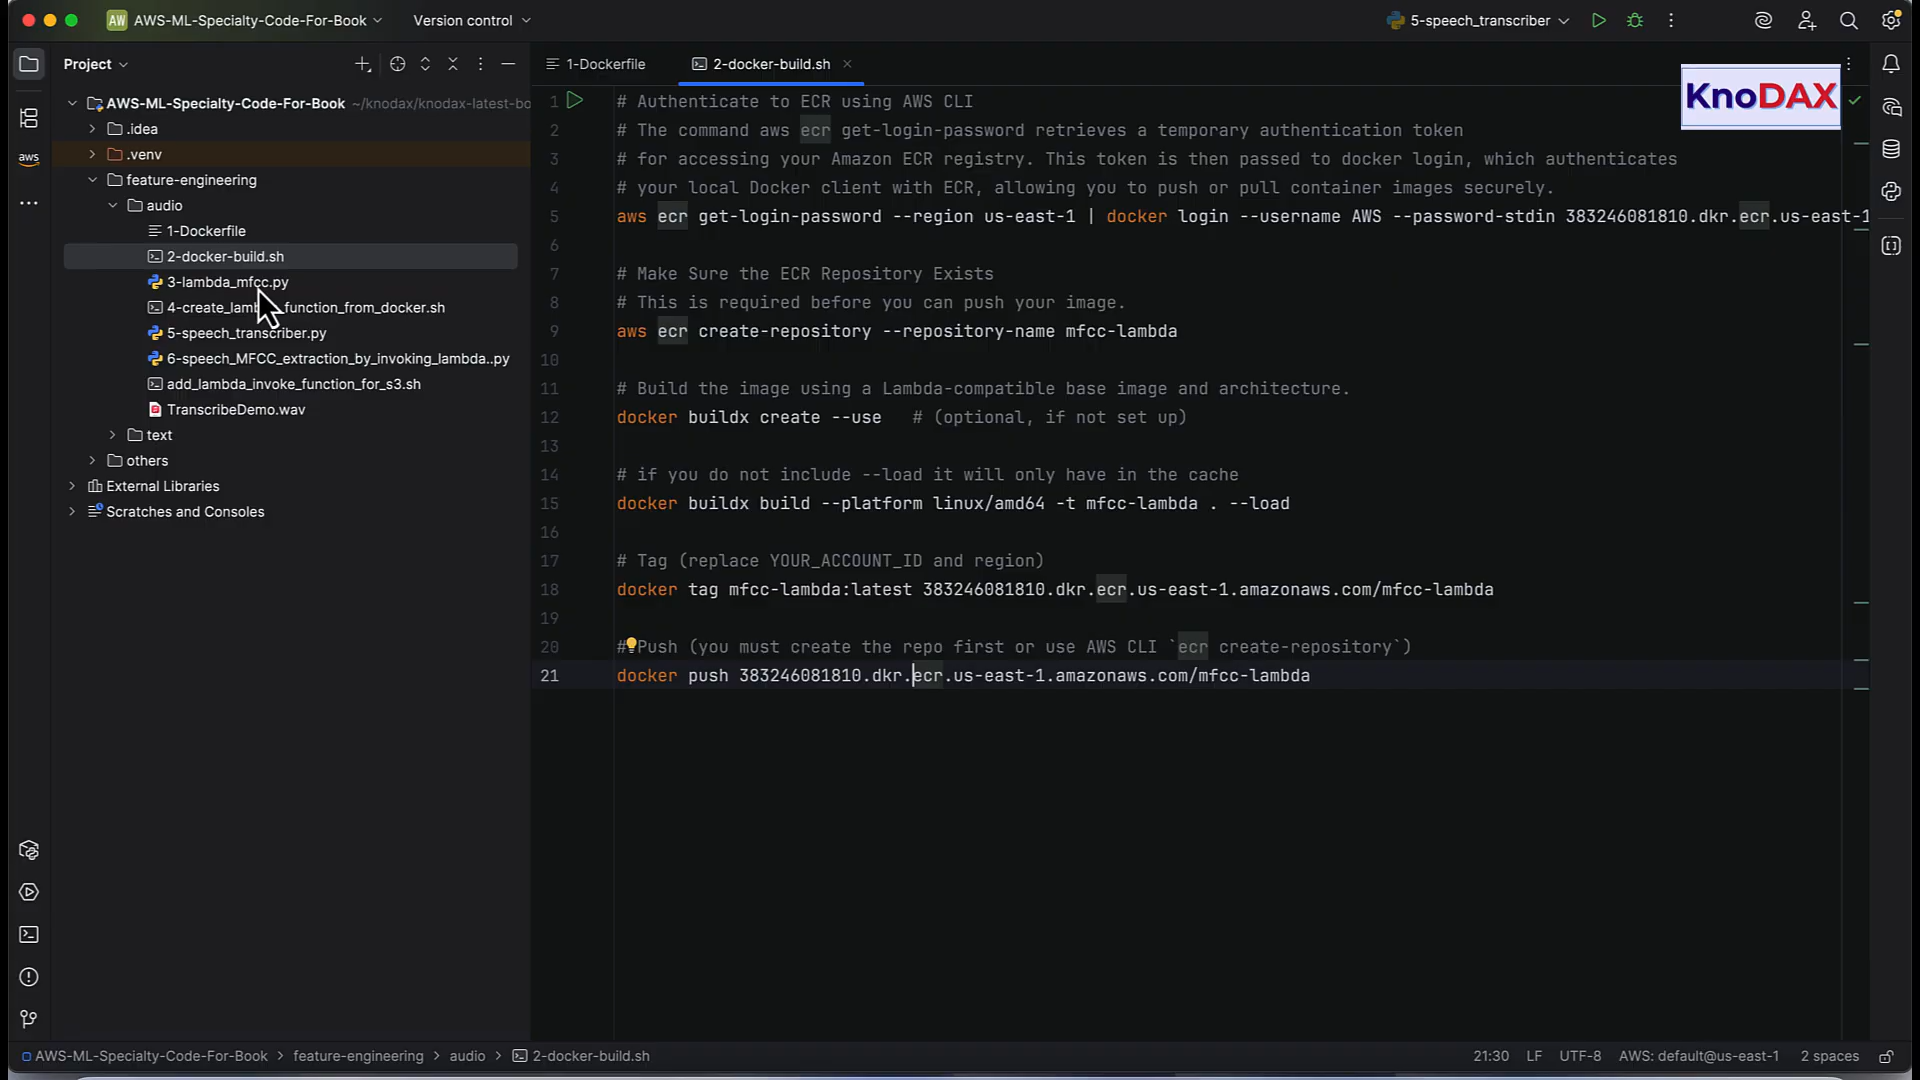 AW AWS-ML-Specialty-Code-For-Book Version control 5-speech_transcriber
Project
1-Dockerfile
2-docker-build.sh
KnoDAX
AWS-ML-Specialty-Code-For-Book ~/knodax/knodax-latest-bo
.idea
.venv
feature-engineering
audio
1-Dockerfile
2-docker-build.sh
3-lambda_mfcc.py
function_from_docker.sh
5-speech_transcriber.py
6-speech_MFCC_extraction_by_invoking_lambda..py
add_lambda_invoke_function_for_s3.sh
TranscribeDemo.wav
text
others
External Libraries
Scratches and Consoles
aws
1 # Authenticate to ECR using AWS CLI
2 # The command aws ecr get-login-password retrieves a temporary authentication token
3 # for accessing your Amazon ECR registry. This token is then passed to docker login, which authenticates
4 # your local Docker client with ECR, allowing you to push or pull container images securely.
5 aws ecr get-login-password --region us-east-1 | docker login --username AWS --password-stdin 383246081810.dkr.ecr.us-east-1
6
7 # Make Sure the ECR Repository Exists
8 # This is required before you can push your image.
9 aws ecr create-repository --repository-name mfcc-lambda
10
11 # Build the image using a Lambda-compatible base image and architecture.
12 docker buildx create --use # (optional, if not set up)
13
14 # if you do not include --load it will only have in the cache
15 docker buildx build --platform linux/amd64 -t mfcc-lambda . --load
16
17 # Tag (replace YOUR_ACCOUNT_ID and region)
18 docker tag mfcc-lambda:latest 383246081810.dkr.ecr.us-east-1.amazonaws.com/mfcc-lambda
19
20 # Push (you must create the repo first or use AWS CLI `ecr create-repository`)
21 docker push 383246081810.dkr.ecr.us-east-1.amazonaws.com/mfcc-lambda
AWS-ML-Specialty-Code-For-Book > feature-engineering > audio > 2-docker-build.sh
21:30 LF UTF-8 AWS: default@us-east-1 2 spaces